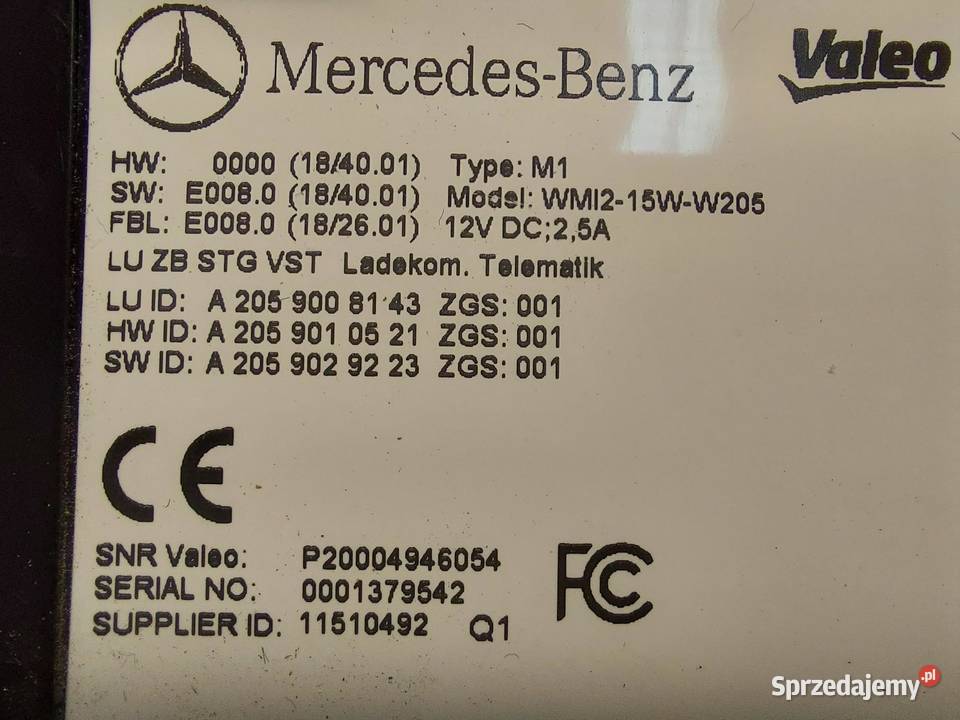 Mercedes-Benz
Valeo
HW: 0000 (18/40.01) Type: M1
SW: E008.0 (18/40.01) Model: WMI2-15W-W205
FBL: E008.0 (18/26.01) 12V DC;2,5A
LU ZB STG VST Ladekom. Telematik
LU ID: A 205 900 81 43 ZGS: 001
HW ID: A 205 901 05 21 ZGS: 001
SW ID: A 205 902 92 23 ZGS: 001
CE
SNR Valeo: P20004946054
SERIAL NO: 0001379542
SUPPLIER ID: 11510492 Q1
FC
Sprzedajemy.pl